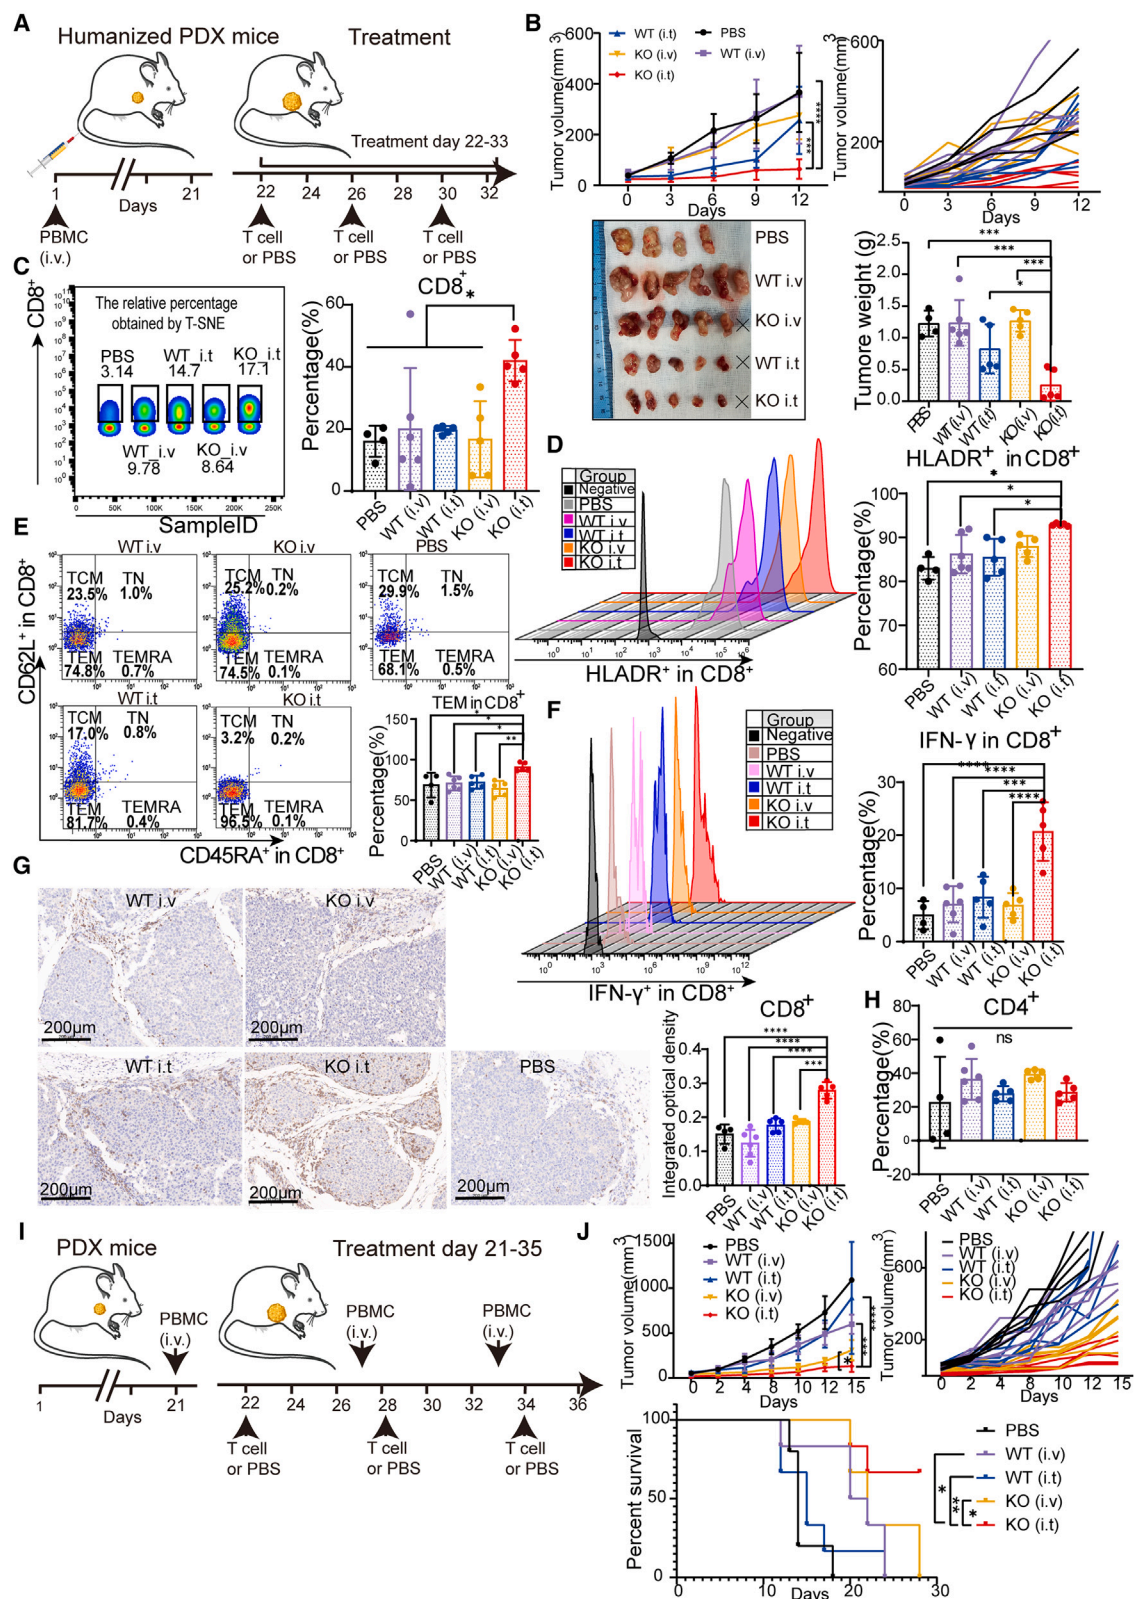 A
Humanized PDX mice
Treatment
Treatment day 22-33
1
21
Days
22 24 26 28 30 32
PBMC
(i.v.)
T cell
or PBS
T cell
or PBS
T cell
or PBS
B
Tumor volume(mm 3)
600
400
200
0
0 3 6 9 12
Days
WT (i.t)
KO (i.v)
KO (i.t)
PBS
WT (i.v)
***
****
Tumor volume(mm 3)
600
200
0 3 6 9 12
Days
PBS
WT i.v
KO i.v
WT i.t
KO i.t
Tumore weight (g)
2.5
2.0
1.5
1.0
0.5
0.0
***
***
***
*
PBS
WT(i.v)
WT(i.t)
KO(i.v)
KO(i.t)
C
CD8+
The relative percentage
obtained by T-SNE
PBS
3.14
WT_i.t
14.7
KO_i.t
17.1
WT_i.v
9.78
KO_i.v
8.64
0 50K 100K 150K 200K 250K
SampleID
CD8+
*
Percentage(%)
60
40
20
0
PBS
WT (i.v)
WT (i.t)
KO (i.v)
KO (i.t)
D
Group
Negative
PBS
WT i.v
WT i.t
KO i.v
KO i.t
HLADR+ in CD8+
HLADR+ in CD8+
*
*
*
Percentage(%)
100
90
80
70
60
PBS
WT (i.v)
WT (i.t)
KO (i.v)
KO (i.t)
E
CD62L+ in CD8+
WT i.v
TCM
23.5%
TN
1.0%
TEM
74.8%
TEMRA
0.7%
KO i.v
TCM
25.2%
TN
0.2%
TEM
74.5%
TEMRA
0.1%
PBS
TCM
29.9%
TN
1.5%
TEM
68.1%
TEMRA
0.5%
WT i.t
TCM
17.0%
TN
0.8%
TEM
81.7%
TEMRA
0.4%
KO i.t
TCM
3.2%
TN
0.2%
TEM
96.5%
TEMRA
0.1%
CD45RA+ in CD8+
TEM in CD8+
*
*
*
**
Percentage(%)
150
100
50
0
PBS
WT (i.v)
WT (i.t)
KO (i.v)
KO (i.t)
F
Group
Negative
PBS
WT i.v
WT i.t
KO i.v
KO i.t
IFN-γ+ in CD8+
IFN-γ in CD8+
****
****
***
****
Percentage(%)
30
20
10
0
PBS
WT (i.v)
WT (i.t)
KO (i.v)
KO (i.t)
G
WT i.v
200μm
KO i.v
200μm
WT i.t
200μm
KO i.t
200μm
PBS
CD8+
****
****
****
***
Integrated optical density
0.4
0.3
0.2
0.1
0.0
PBS
WT (i.v)
WT (i.t)
KO (i.v)
KO (i.t)
H
CD4+
ns
Percentage(%)
80
60
40
20
0
-20
PBS
WT (i.v)
WT (i.t)
KO (i.v)
KO (i.t)
I
PDX mice
Treatment day 21-35
PBMC
(i.v.)
PBMC
(i.v.)
PBMC
(i.v.)
1
21
Days
22 24 26 28 30 32 34 36
T cell
or PBS
T cell
or PBS
T cell
or PBS
J
Tumor volume(mm3)
1500
1000
500
0
0 2 4 8 10 12 15
Days
PBS
WT (i.v)
WT (i.t)
KO (i.v)
KO (i.t)
*
***
****
Tumor volume(mm3)
600
200
0 2 4 8 10 12 15
Days
PBS
WT (i.v)
WT (i.t)
KO (i.v)
KO (i.t)
Percent survival
100
50
0
0 10 20 30
Days
PBS
WT (i.v)
WT (i.t)
KO (i.v)
KO (i.t)
*
**
*